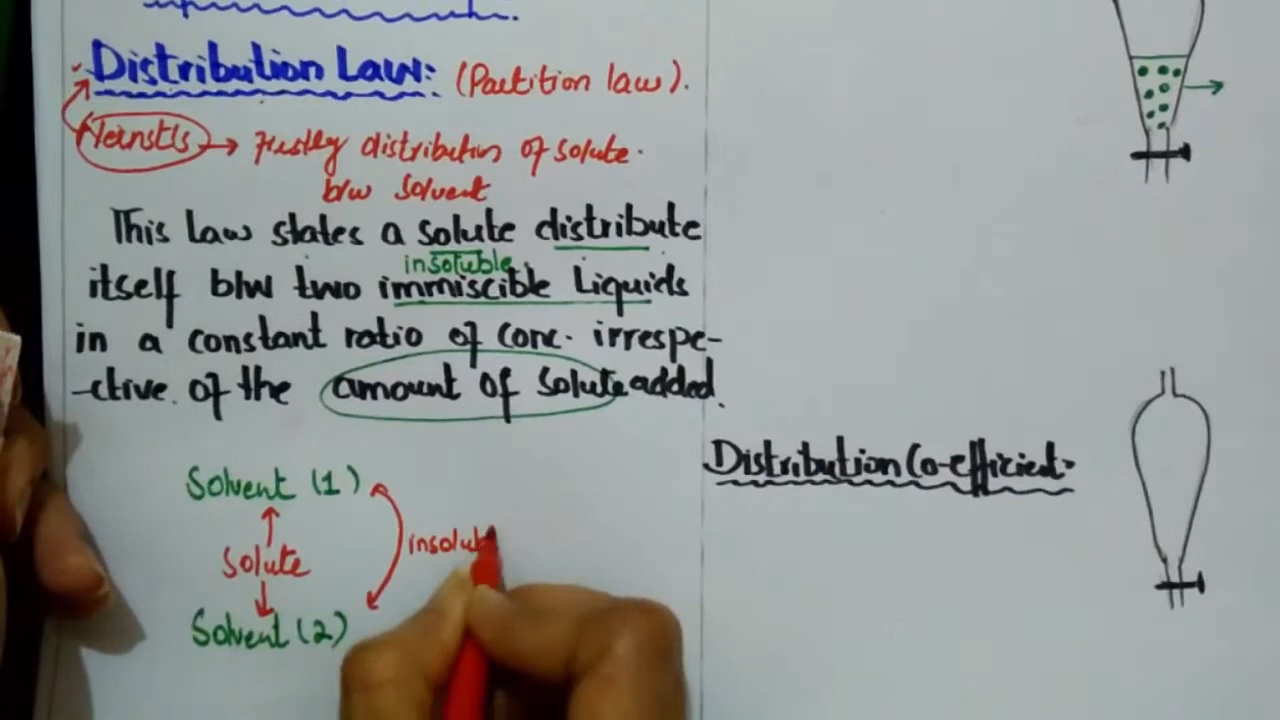 Distribution Law: (Partition law).
Nernst's → Firstly distribution of solute.
b/w solvent
This Law states a solute distribute
insoluble
itself b/w two immiscible Liquids
in a constant ratio of conc. irrespe-
-ctive of the amount of solute added.
Solvent (1)
Solute
insolub
Solvent (2)
Distribution Co-efficient: